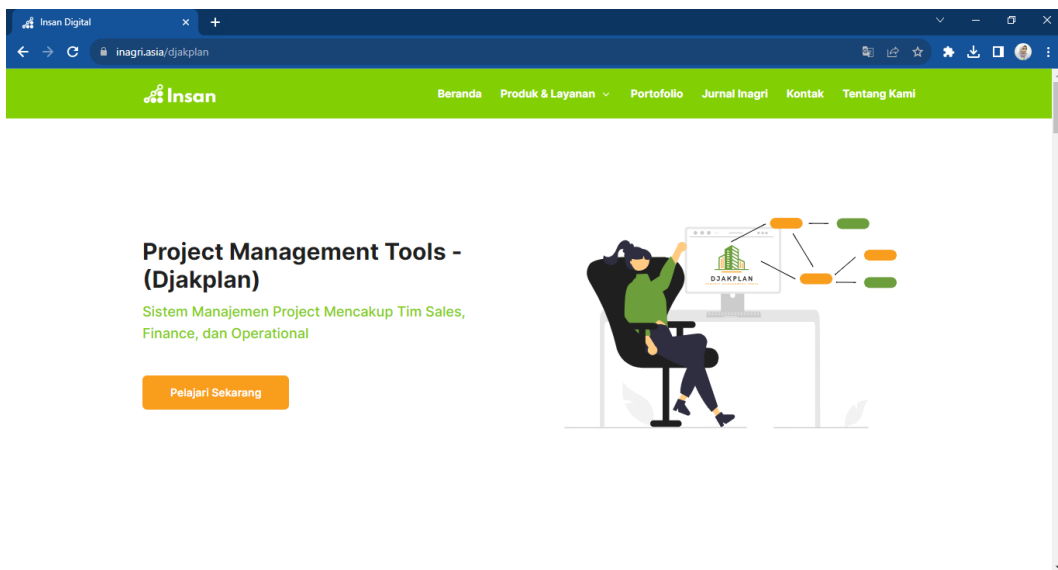 Insan Digital
inagri.asia/djakplan
Insan
Beranda Produk & Layanan Portofolio Jurnal Inagri Kontak Tentang Kami
Project Management Tools -
(Djakplan)
Sistem Manajemen Project Mencakup Tim Sales,
Finance, dan Operational
Pelajari Sekarang
DJAKPLAN